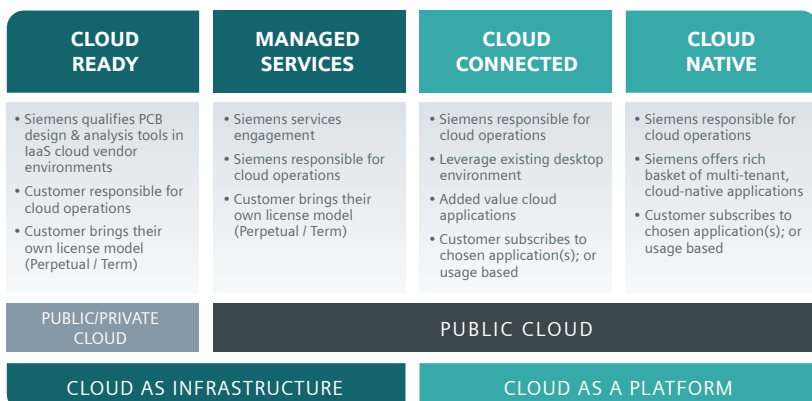 CLOUD
READY
MANAGED
SERVICES
CLOUD
CONNECTED
CLOUD
NATIVE
• Siemens qualifies PCB
design & analysis tools in
IaaS cloud vendor
environments
• Customer responsible for
cloud operations
• Customer brings their
own license model
(Perpetual / Term)
• Siemens services
engagement
• Siemens responsible for
cloud operations
• Customer brings their
own license model
(Perpetual / Term)
• Siemens responsible for
cloud operations
• Leverage existing desktop
environment
• Added value cloud
applications
• Customer subscribes to
chosen application(s); or
usage based
• Siemens responsible for
cloud operations
• Siemens offers rich
basket of multi-tenant,
cloud-native applications
• Customer subscribes to
chosen application(s); or
usage based
PUBLIC/PRIVATE
CLOUD
PUBLIC CLOUD
CLOUD AS INFRASTRUCTURE
CLOUD AS A PLATFORM